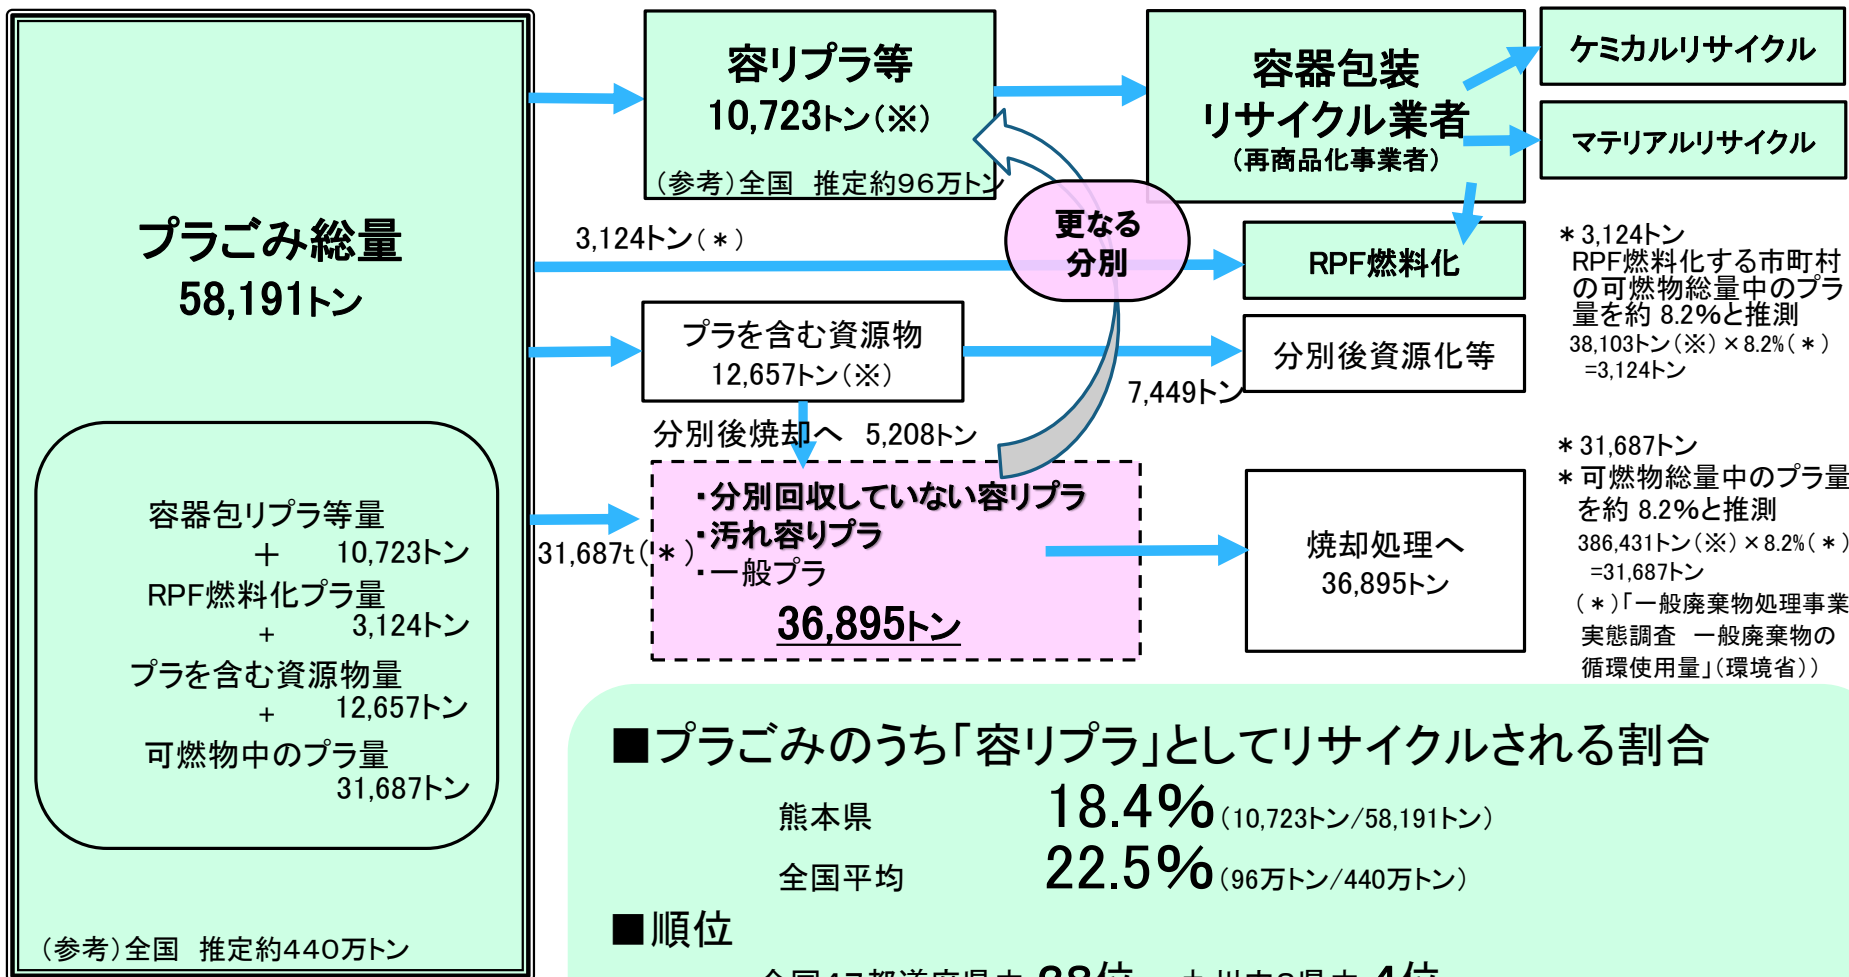 プラごみ総量
58,191トン
容器包リプラ等量
＋ 10,723トン
RPF燃料化プラ量
+ 3,124トン
プラを含む資源物量
+ 12,657トン
可燃物中のプラ量
31,687トン
(参考)全国 推定約440万トン
容リプラ等
10,723トン(※)
(参考)全国 推定約96万トン
容器包装
リサイクル業者
(再商品化事業者)
ケミカルリサイクル
マテリアルリサイクル
3,124トン(＊)
更なる
分別
RPF燃料化
プラを含む資源物
12,657トン(※)
7,449トン
分別後資源化等
分別後焼却へ 5,208トン
31,687t(＊)
・分別回収していない容リプラ
・汚れ容りプラ
・一般プラ
36,895トン
焼却処理へ
36,895トン
＊3,124トン
RPF燃料化する市町村
の可燃物総量中のプラ
量を約 8.2%と推測
38,103トン(※)×8.2%(＊)
=3,124トン
＊31,687トン
＊可燃物総量中のプラ量
を約 8.2%と推測
386,431トン(※)×8.2%(＊)
=31,687トン
(＊)「一般廃棄物処理事業
実態調査 一般廃棄物の
循環使用量」(環境省))
■プラごみのうち「容リプラ」としてリサイクルされる割合
熊本県 18.4%(10,723トン/58,191トン)
全国平均 22.5%(96万トン/440万トン)
■順位